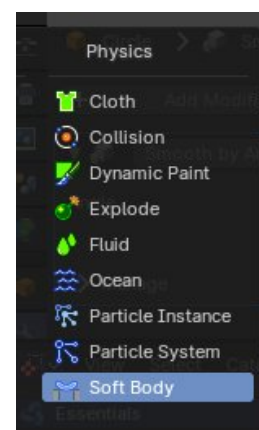 Physics
Cloth
Collision
Dynamic Paint
Explode
Fluid
Ocean
Particle Instance
Particle System
Soft Body
Essentials